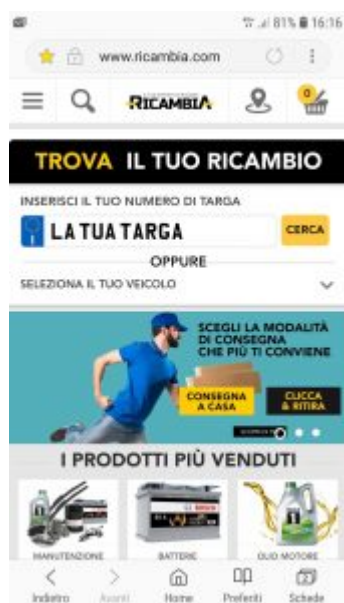 81% 16:16
www.ricambia.com
RICAMBIA
0
TROVA IL TUO RICAMBIO
INSERISCI IL TUO NUMERO DI TARGA
LA TUA TARGA
CERCA
OPPURE
SELEZIONA IL TUO VEICOLO
SCEGLI LA MODALITÀ
DI CONSEGNA
CHE PIÙ TI CONVIENE
CONSEGNA
A CASA
CLICCA
& RITIRA
I PRODOTTI PIÙ VENDUTI
MANUTENZIONE
BATTERIE
OLIO MOTORE
Indietro
Avanti
Home
Preferiti
Schede